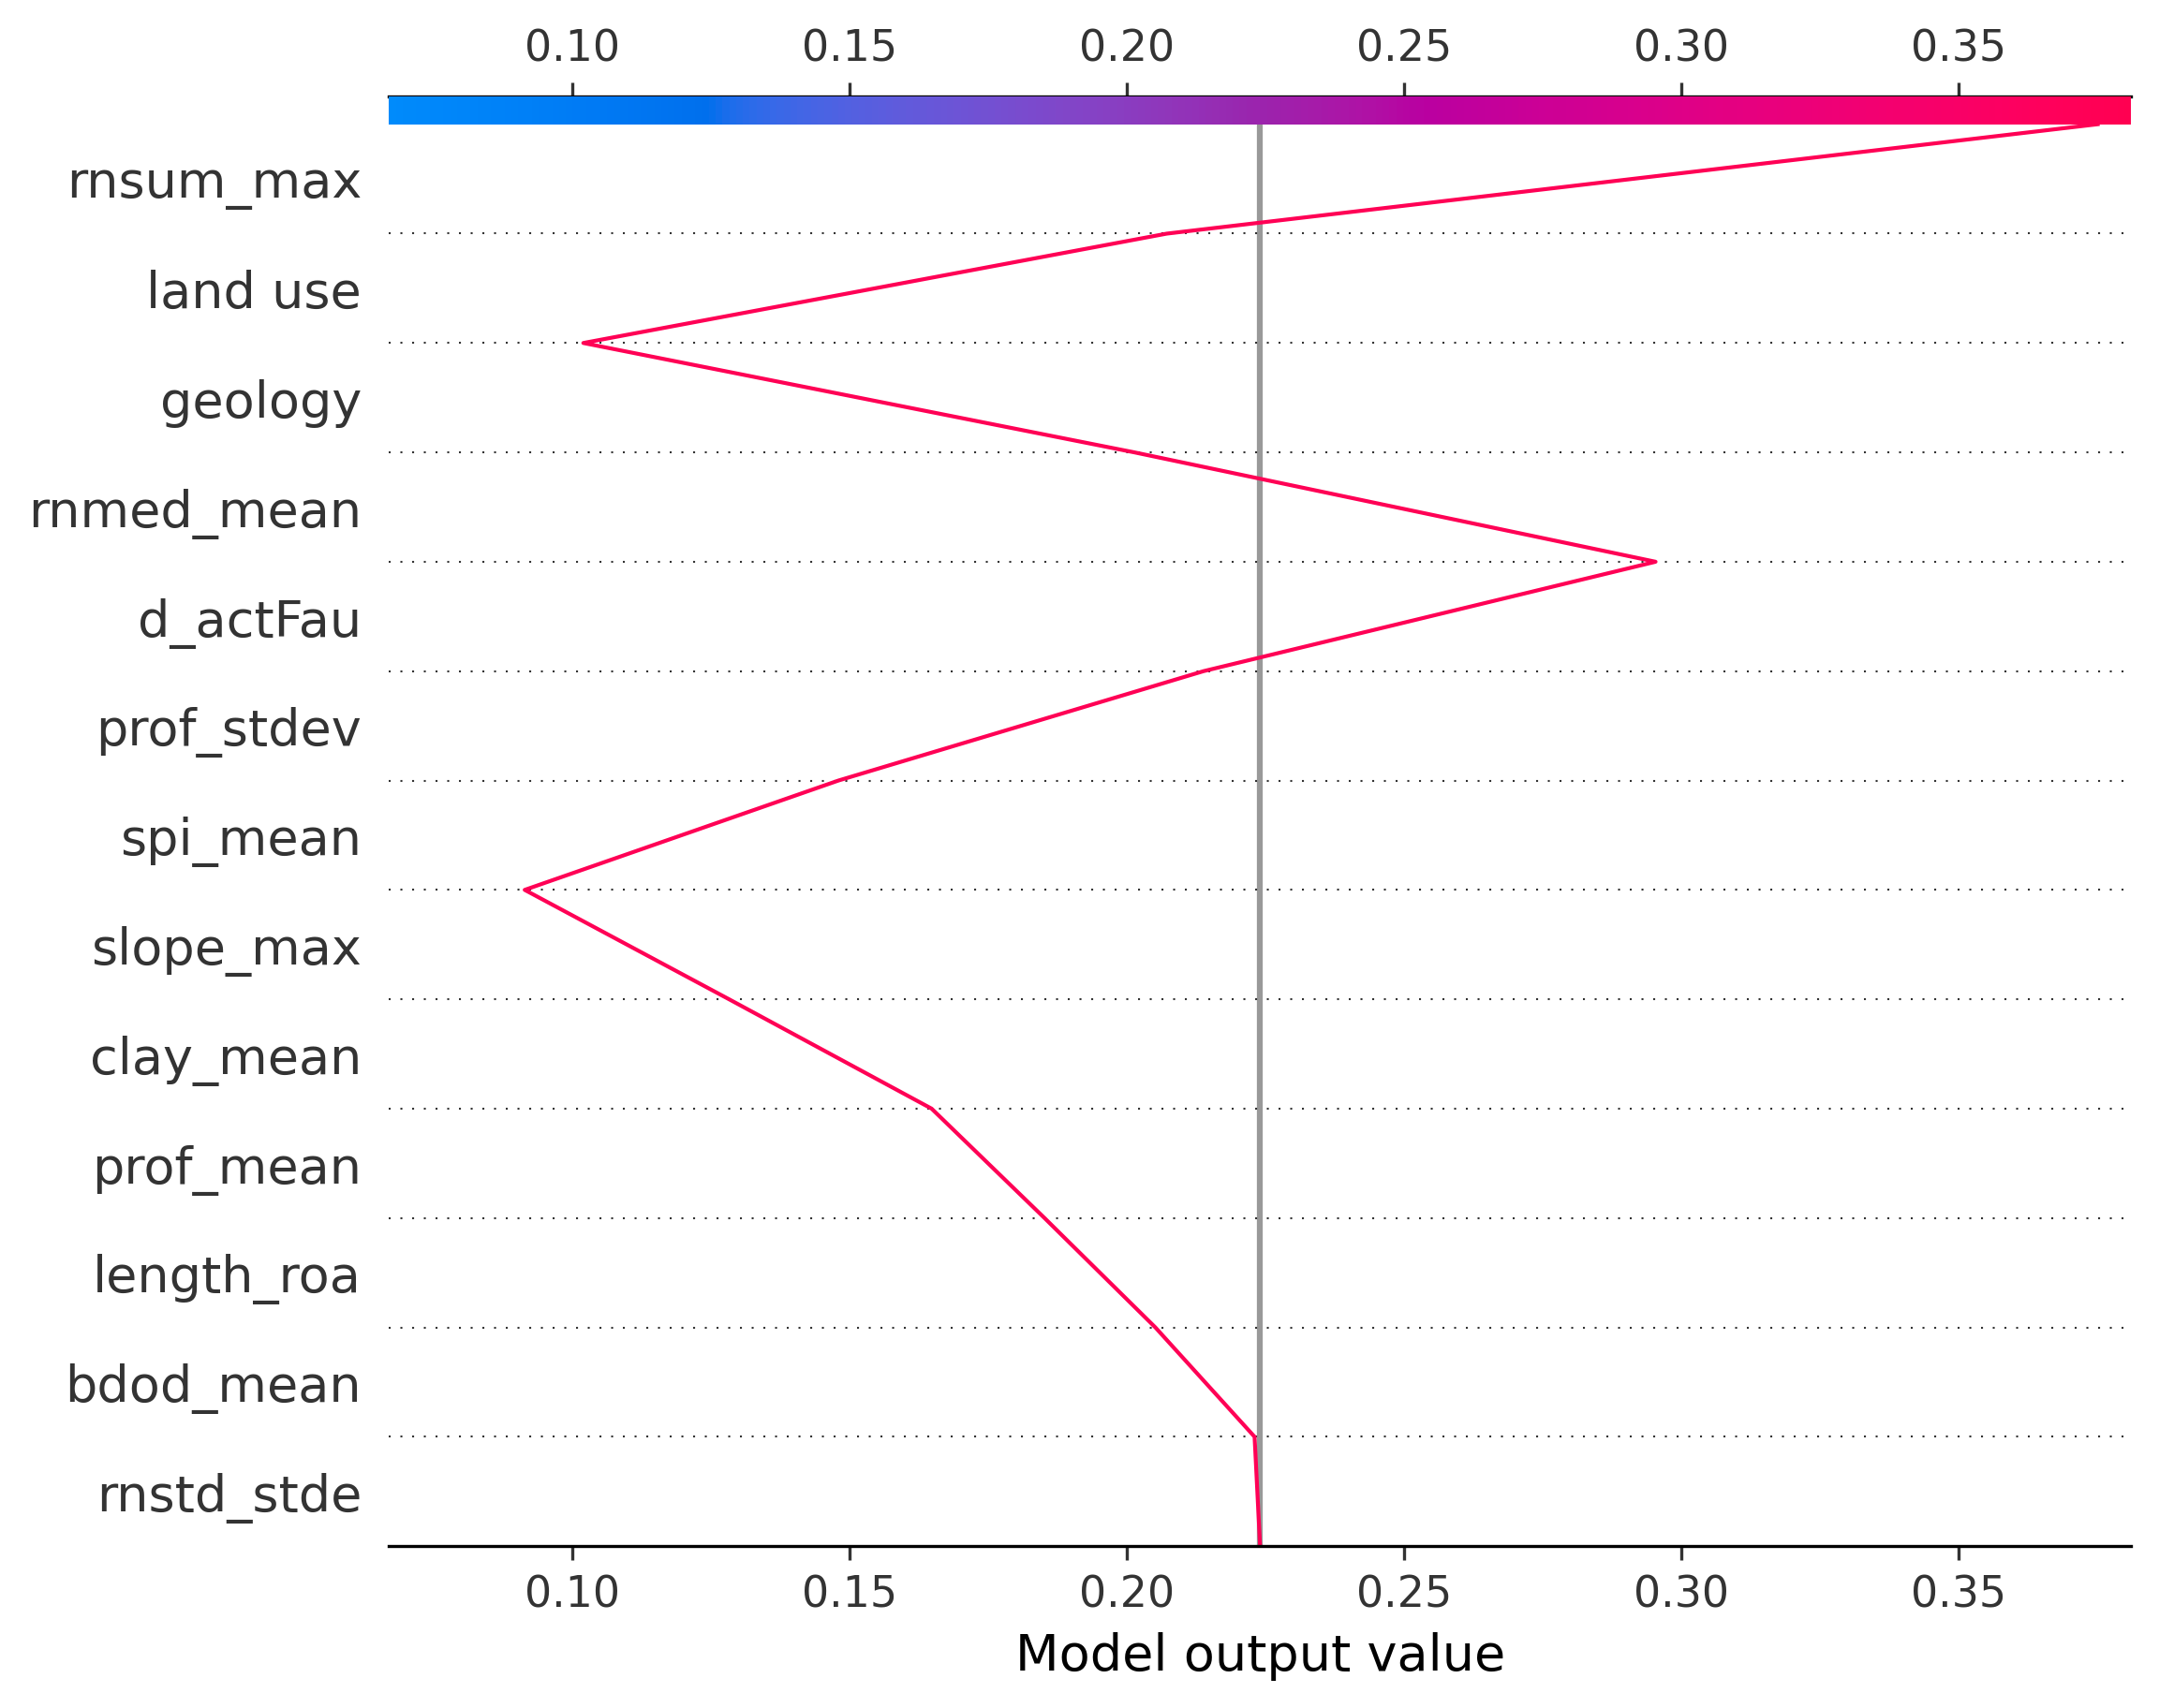 0.10 0.15 0.20 0.25 0.30 0.35
rnsum_max
land use
geology
rnmed_mean
d_actFau
prof_stdev
spi_mean
slope_max
clay_mean
prof_mean
length_roa
bdod_mean
rnstd_stde
0.10 0.15 0.20 0.25 0.30 0.35
Model output value